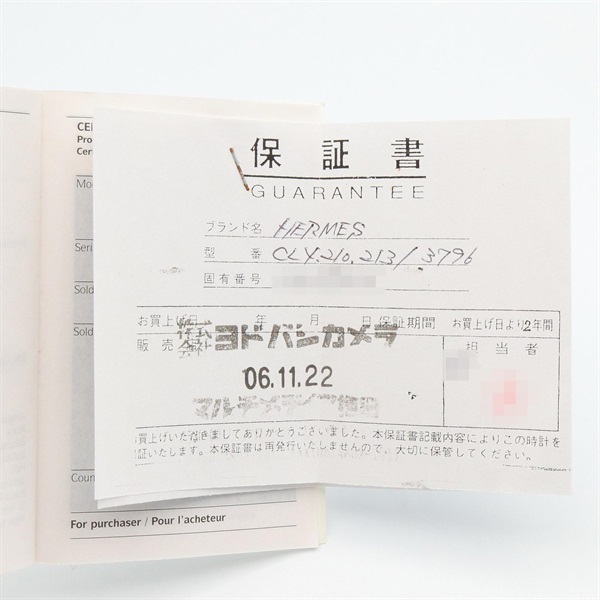 CE
Pro
Cer
Mo
Seria
Sold
Sold
Coun
For purchaser / Pour l'acheteur
保証書
GUARANTEE
ブランド名 HERMES
型番 CL4.210.213/3796
固有番号
お買上げ日 年 月 日 保証期間 お買上げ日より2年間
販売 株式会社 ヨドバシカメラ 担当者
'06.11.22
マルチメディア
買上げいただきましてありがとうございました。本保証書記載内容によりこの時計を
証いたします。本保証書は再発行いたしませんので、大切に保管してください。